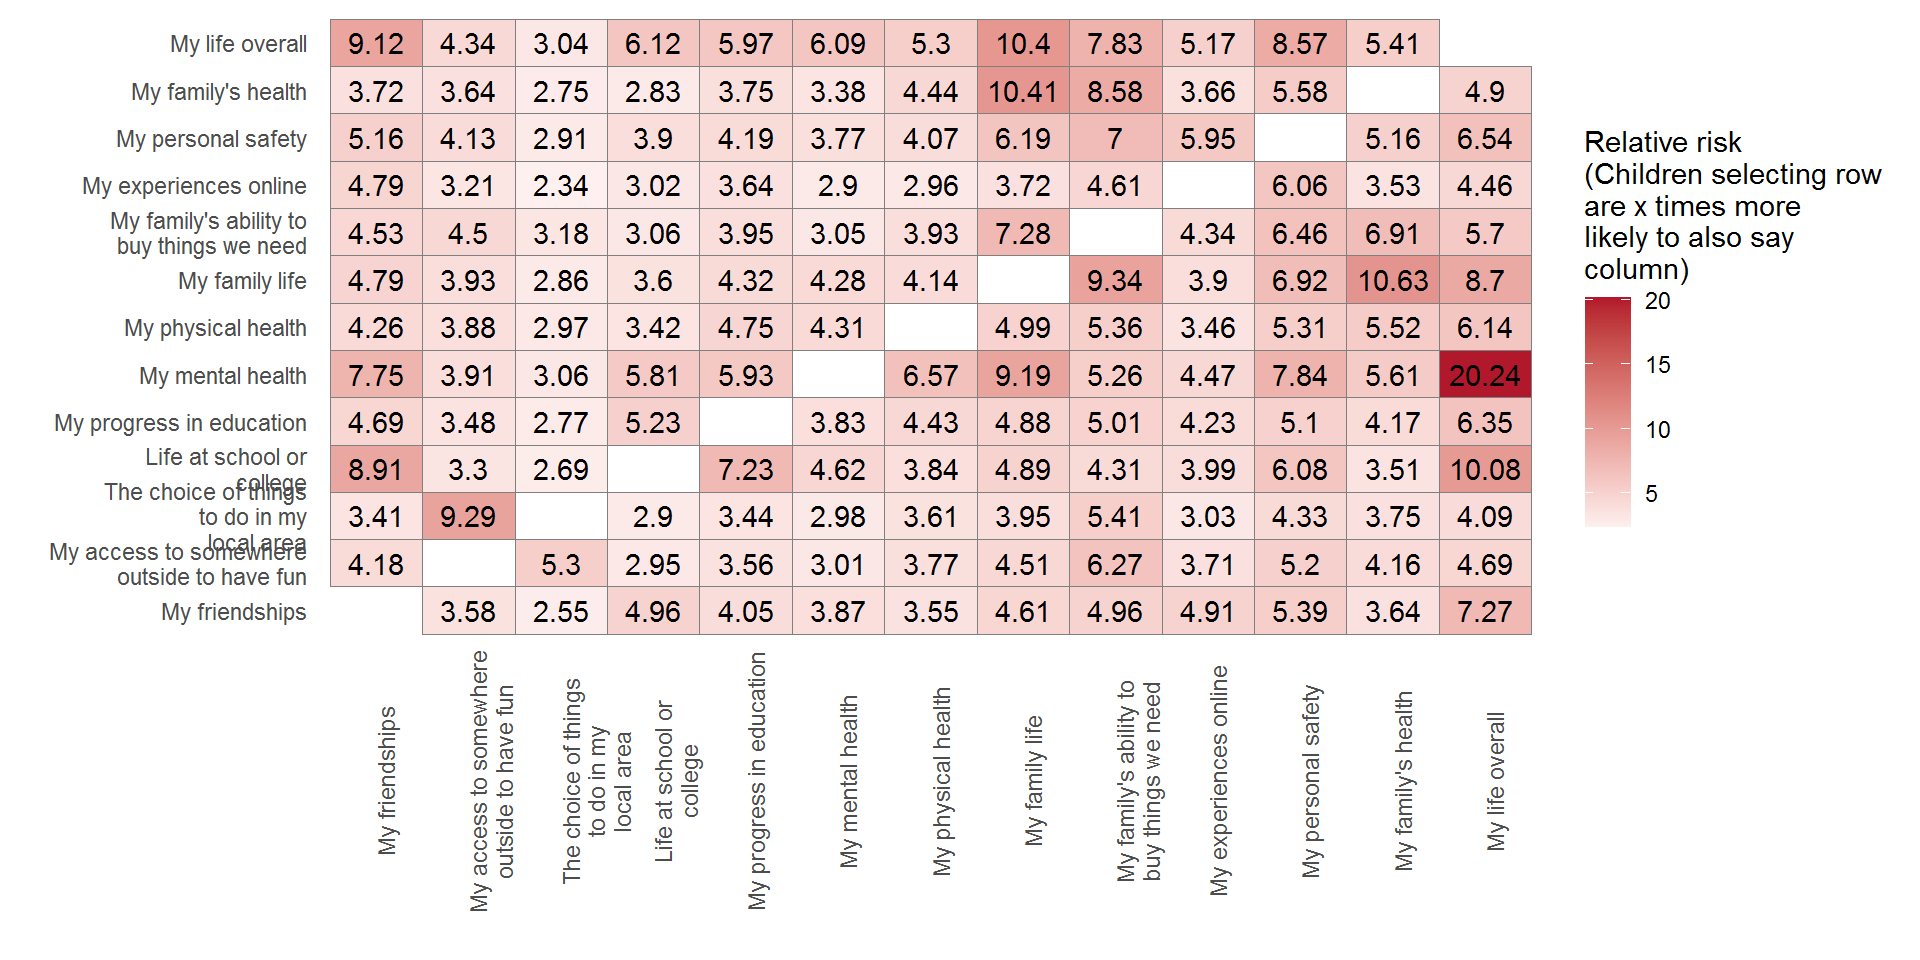 My life overall 9.12 4.34 3.04 6.12 5.97 6.09 5.3 10.4 7.83 5.17 8.57 5.41
My family's health 3.72 3.64 2.75 2.83 3.75 3.38 4.44 10.41 8.58 3.66 5.58 4.9
My personal safety 5.16 4.13 2.91 3.9 4.19 3.77 4.07 6.19 7 5.95 5.16 6.54
My experiences online 4.79 3.21 2.34 3.02 3.64 2.9 2.96 3.72 4.61 6.06 3.53 4.46
My family's ability to
buy things we need 4.53 4.5 3.18 3.06 3.95 3.05 3.93 7.28 4.34 6.46 6.91 5.7
My family life 4.79 3.93 2.86 3.6 4.32 4.28 4.14 9.34 3.9 6.92 10.63 8.7
My physical health 4.26 3.88 2.97 3.42 4.75 4.31 4.99 5.36 3.46 5.31 5.52 6.14
My mental health 7.75 3.91 3.06 5.81 5.93 6.57 9.19 5.26 4.47 7.84 5.61 20.24
My progress in education 4.69 3.48 2.77 5.23 3.83 4.43 4.88 5.01 4.23 5.1 4.17 6.35
Life at school or
college 8.91 3.3 2.69 7.23 4.62 3.84 4.89 4.31 3.99 6.08 3.51 10.08
The choice of things
to do in my
local area 3.41 9.29 2.9 3.44 2.98 3.61 3.95 5.41 3.03 4.33 3.75 4.09
My access to somewhere
outside to have fun 4.18 5.3 2.95 3.56 3.01 3.77 4.51 6.27 3.71 5.2 4.16 4.69
My friendships 3.58 2.55 4.96 4.05 3.87 3.55 4.61 4.96 4.91 5.39 3.64 7.27
My friendships
My access to somewhere
outside to have fun
The choice of things
to do in my
local area
Life at school or
college
My progress in education
My mental health
My physical health
My family life
My family's ability to
buy things we need
My experiences online
My personal safety
My family's health
My life overall
Relative risk
(Children selecting row
are x times more
likely to also say
column)
20
15
10
5